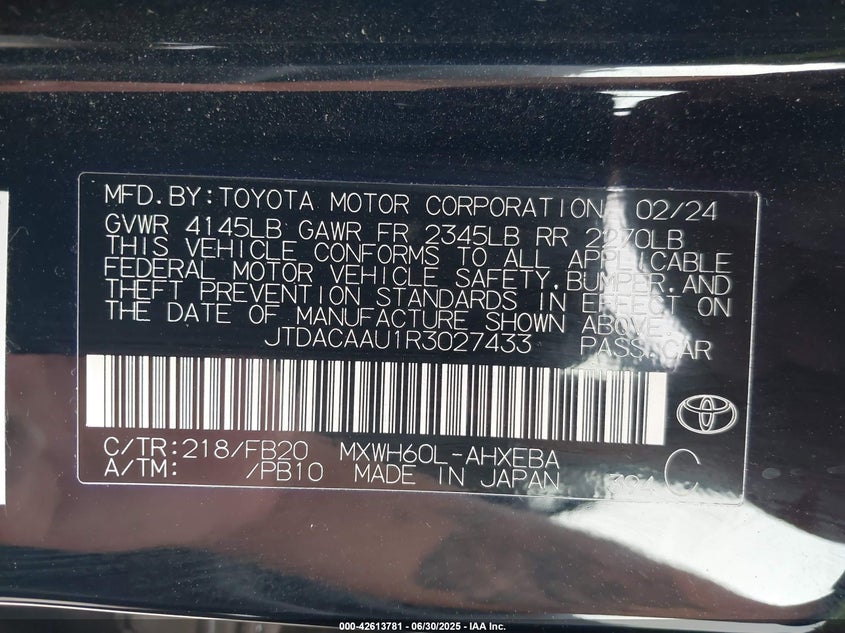 MFD.BY:TOYOTA MOTOR CORPORATION 02/24
GVWR 4145LB GAWR FR 2345LB RR 2270LB
THIS VEHICLE CONFORMS TO ALL APPLICABLE
FEDERAL MOTOR VEHICLE SAFETY,BUMPER,AND
THEFT PREVENTION STANDARDS IN EFFECT ON
THE DATE OF MANUFACTURE SHOWN ABOVE.
JTDACAAU1R3027433 PASS.CAR
C/TR:218/FB20 MXWH60L-AHXEBA
A/TM: /PB10 MADE IN JAPAN 394 C
000-42613781 | 06/30/2025 | IAA Inc.